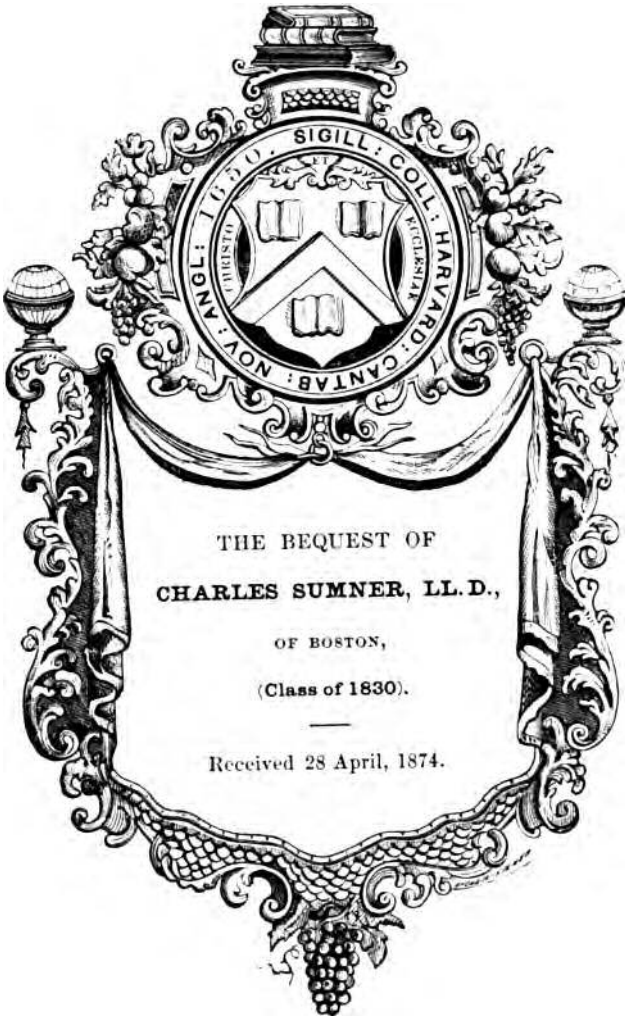 SIGILL: COLL: HARVARD: CANTAB: NOV: ANGL: 1650.
CHRISTO
ET
ECCLESIAE
THE BEQUEST OF
CHARLES SUMNER, LL. D.,
OF BOSTON,
(Class of 1830).
Received 28 April, 1874.